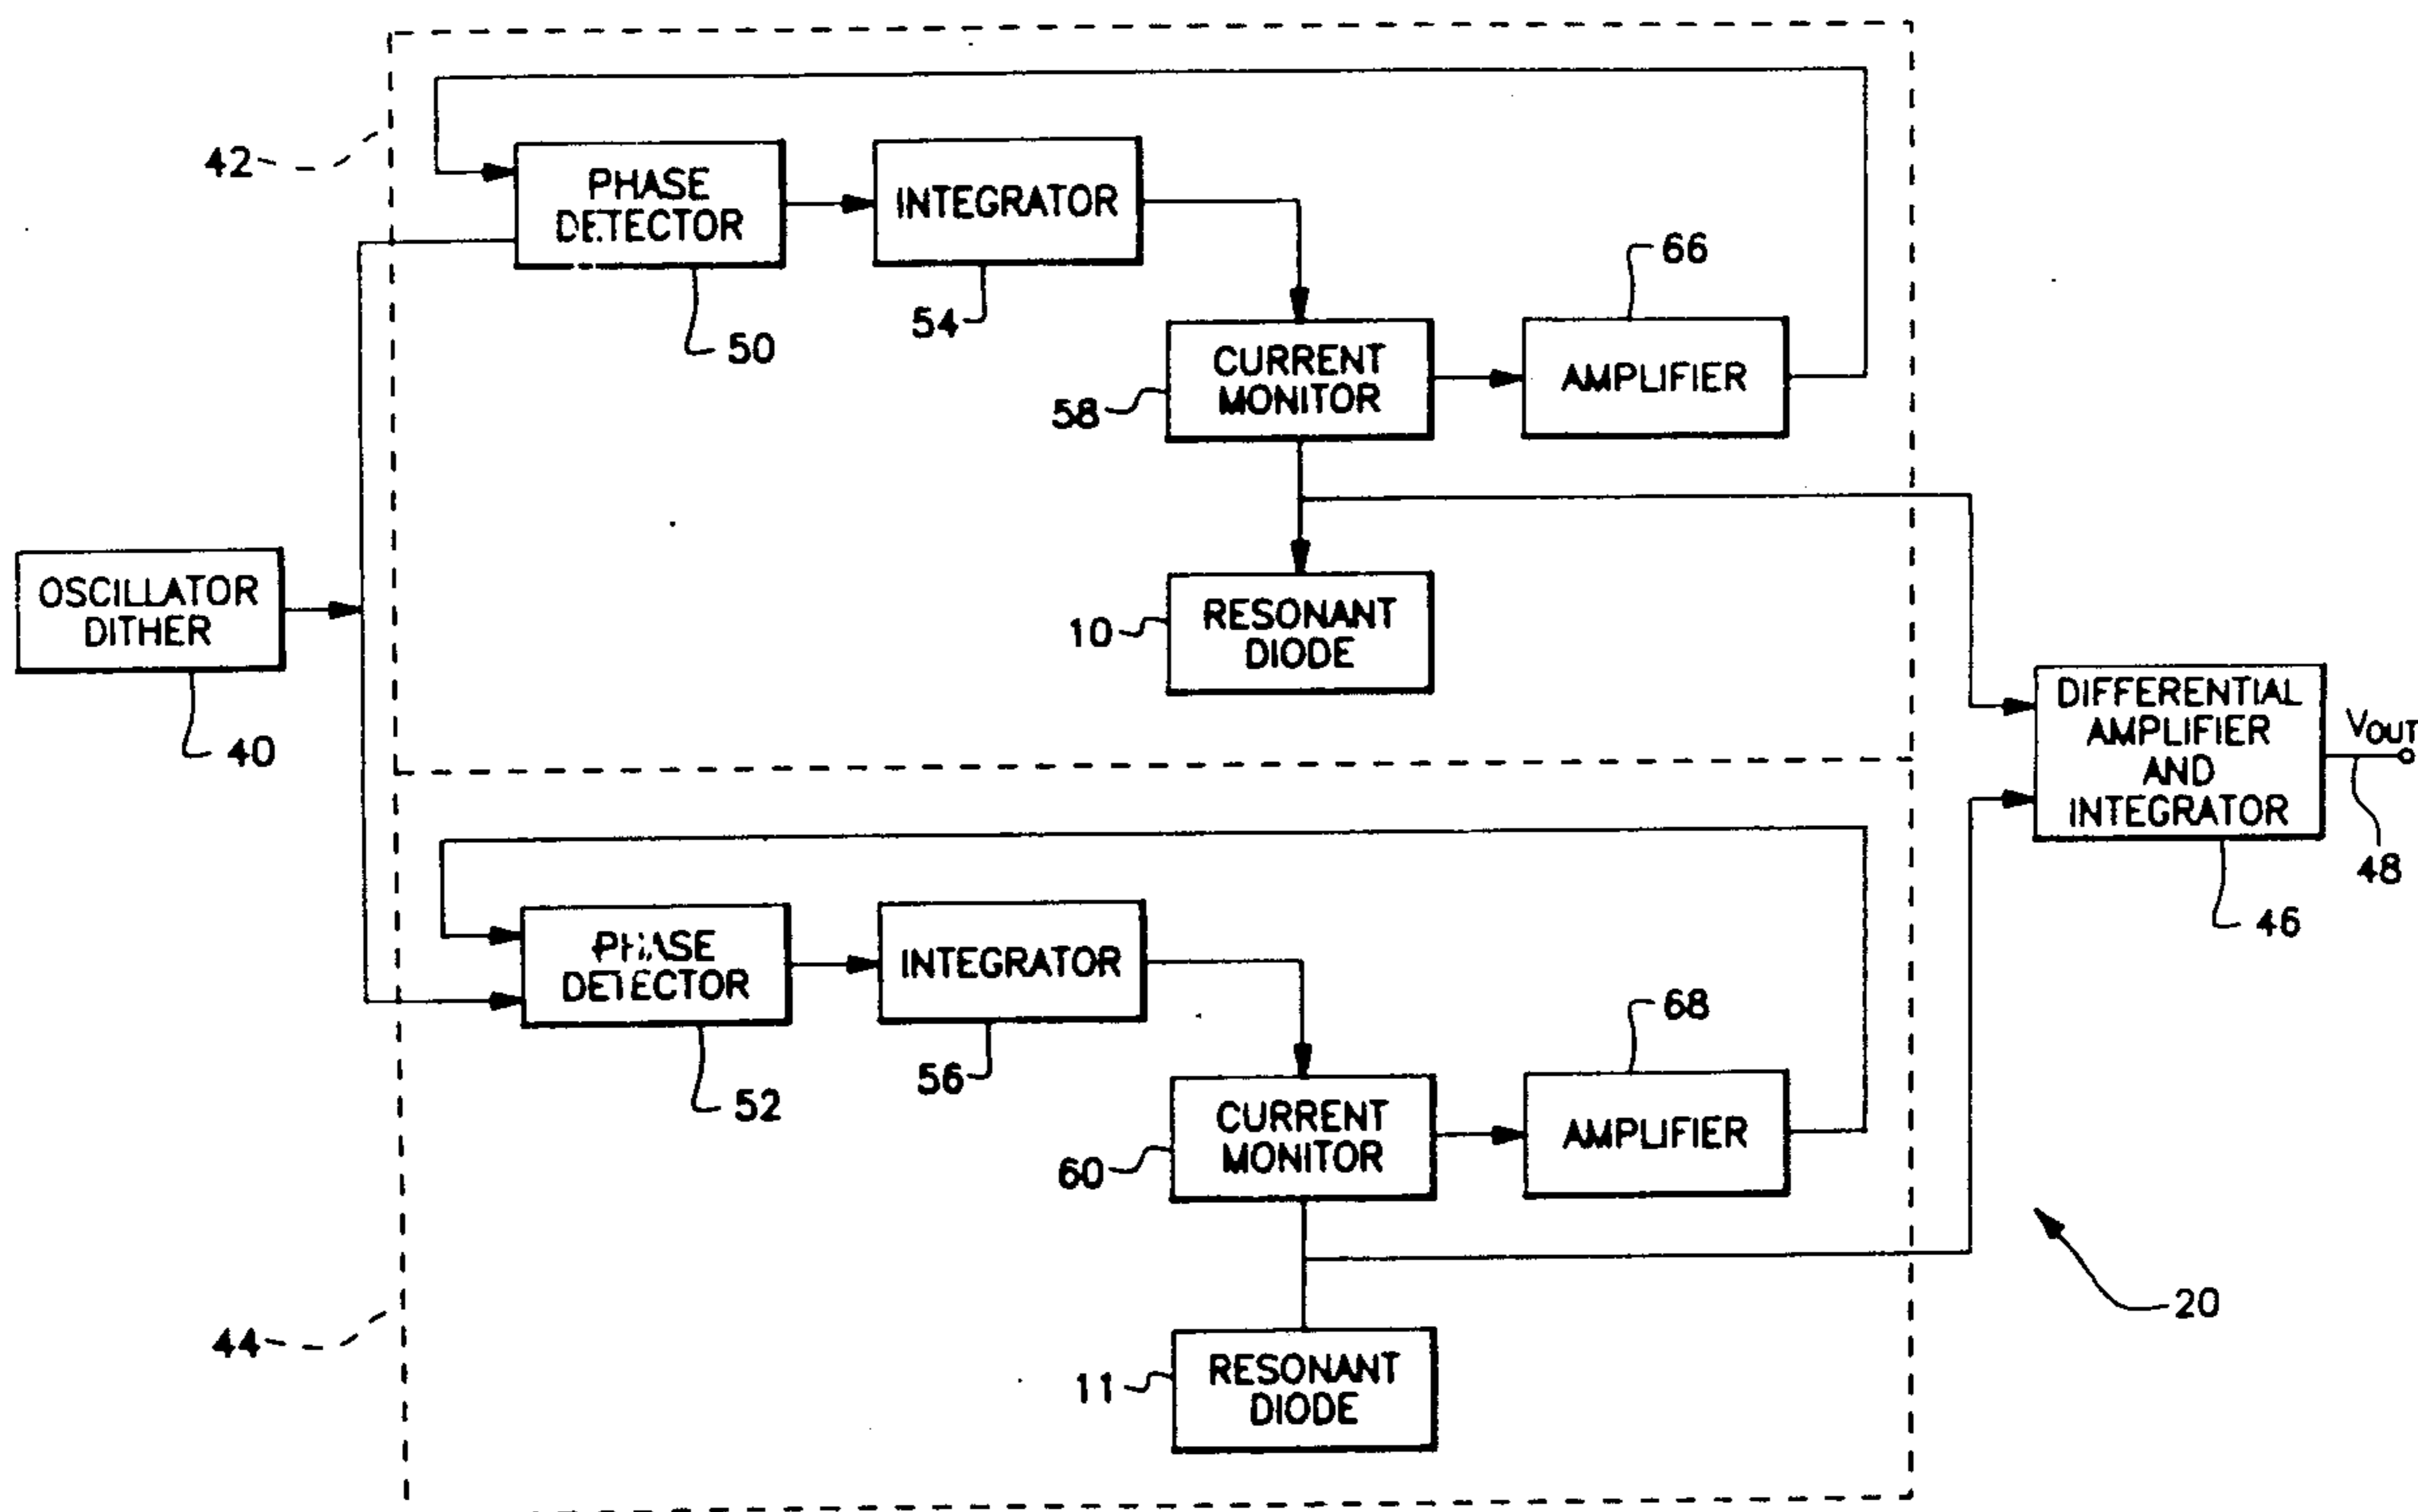 42
PHASE
DETECTOR
50
INTEGRATOR
54
CURRENT
MONITOR
58
66
AMPLIFIER
RESONANT
DIODE
10
OSCILLATOR
DITHER
40
DIFFERENTIAL
AMPLIFIER
AND
INTEGRATOR
46
VOUT
48
PHASE
DETECTOR
52
INTEGRATOR
56
CURRENT
MONITOR
60
68
AMPLIFIER
RESONANT
DIODE
11
44
20